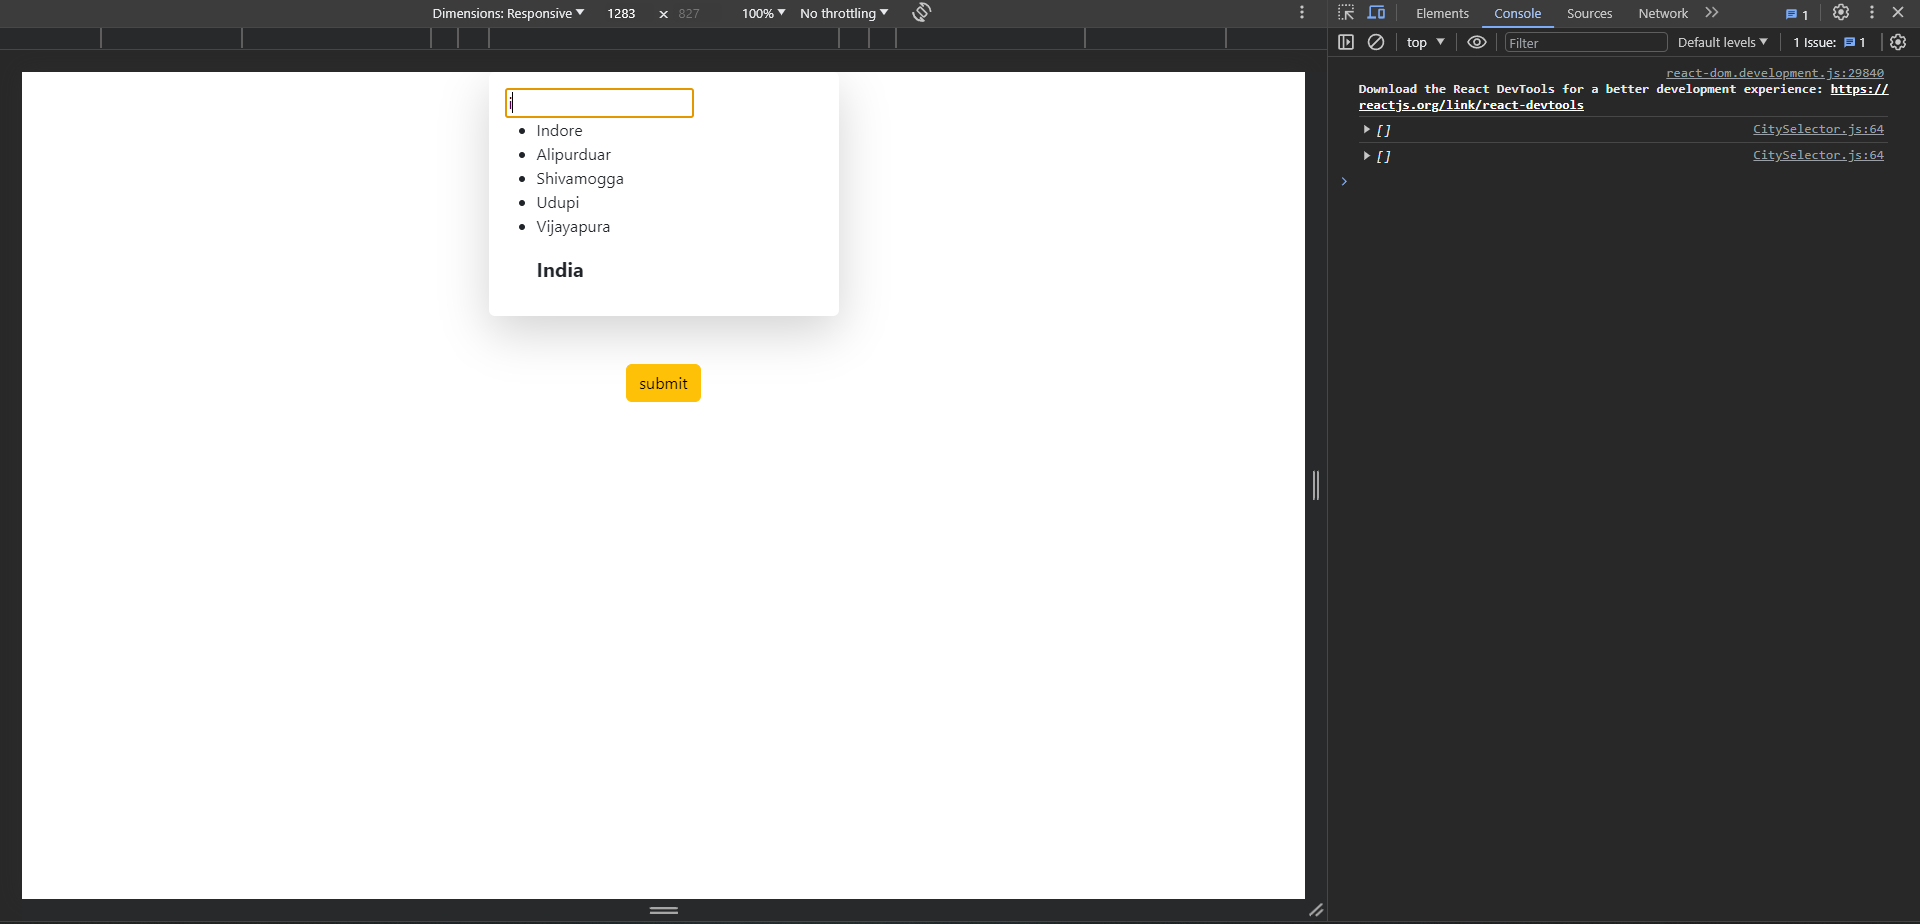 Dimensions: Responsive 1283 × 827 100% No throttling
Elements Console Sources Network 1
top Filter Default levels 1 Issue: 1
i
Indore
Alipurduar
Shivamogga
Udupi
Vijayapura
India
submit
react-dom.development.js:29840
Download the React DevTools for a better development experience: https://
reactjs.org/link/react-devtools
[] CitySelector.js:64
[] CitySelector.js:64